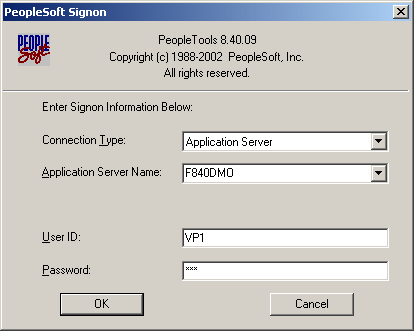 PeopleSoft Signon
PEOPLE
Soft
PeopleTools 8.40.09
Copyright (c) 1988-2002 PeopleSoft, Inc.
All rights reserved.
Enter Signon Information Below:
Connection Type:
Application Server
Application Server Name:
F840DMO
User ID:
VP1
Password:
***
OK
Cancel